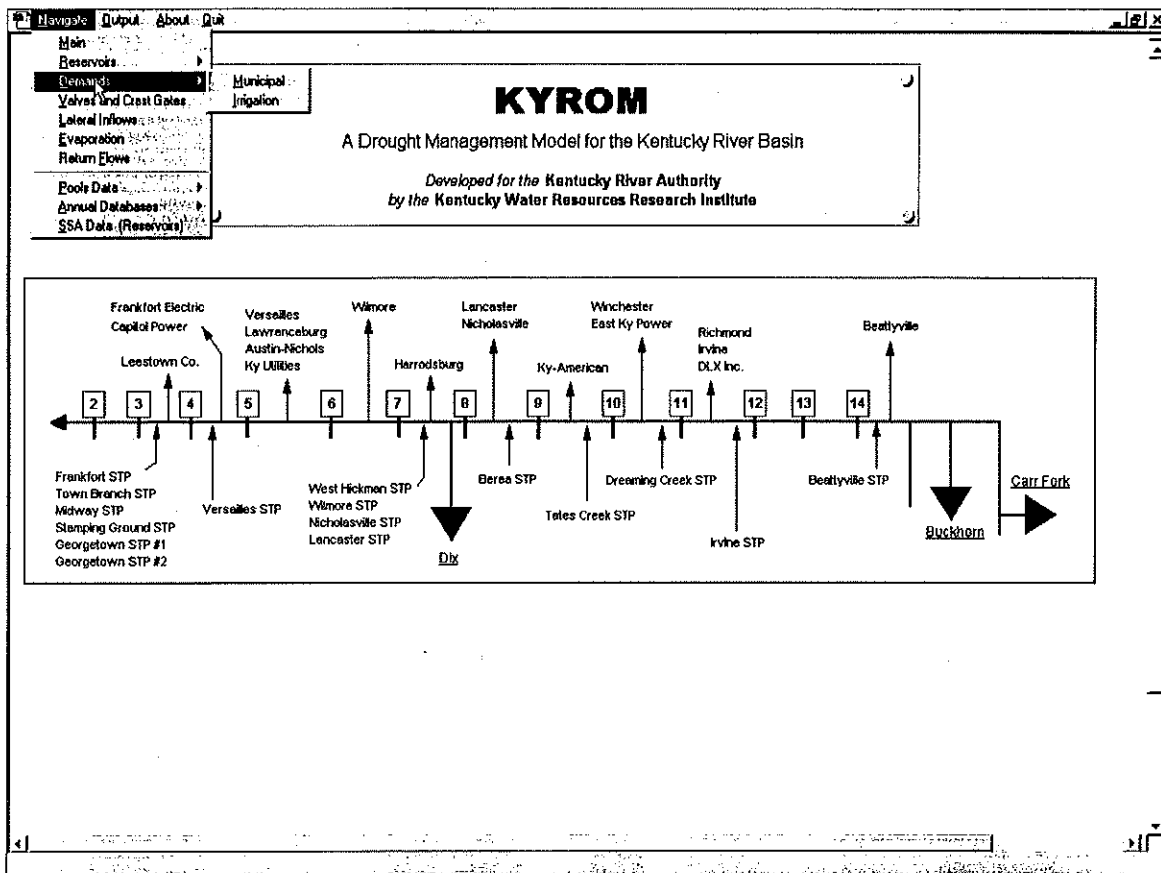 Navigate Output About Quit
Main
Reservoirs
Demands
Valves and Crest Gates
Lateral Inflows
Evaporation
Return Flows
Pools Data
Annual Databases
SSA Data (Reservoirs)
Municipal
Irrigation
KYROM
A Drought Management Model for the Kentucky River Basin
Developed for the Kentucky River Authority
by the Kentucky Water Resources Research Institute
Frankfort Electric
Capitol Power
Leestown Co.
Versailles
Lawrenceburg
Austin-Nichols
Ky Utilities
Wilmore
Harrodsburg
Lancaster
Nicholasville
Ky-American
Winchester
East Ky Power
Richmond
Irvine
DLX Inc.
Beattyville
2 3 4 5 6 7 8 9 10 11 12 13 14
Frankfort STP
Town Branch STP
Midway STP
Stamping Ground STP
Georgetown STP #1
Georgetown STP #2
Versailles STP
West Hickman STP
Wilmore STP
Nicholasville STP
Lancaster STP
Dix
Berea STP
Tates Creek STP
Dreaming Creek STP
Irvine STP
Beattyville STP
Buckhorn
Carr Fork